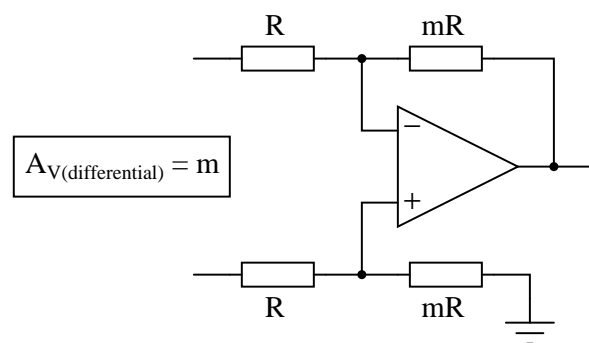 R
mR
A_V(differential) = m
−
+
R
mR